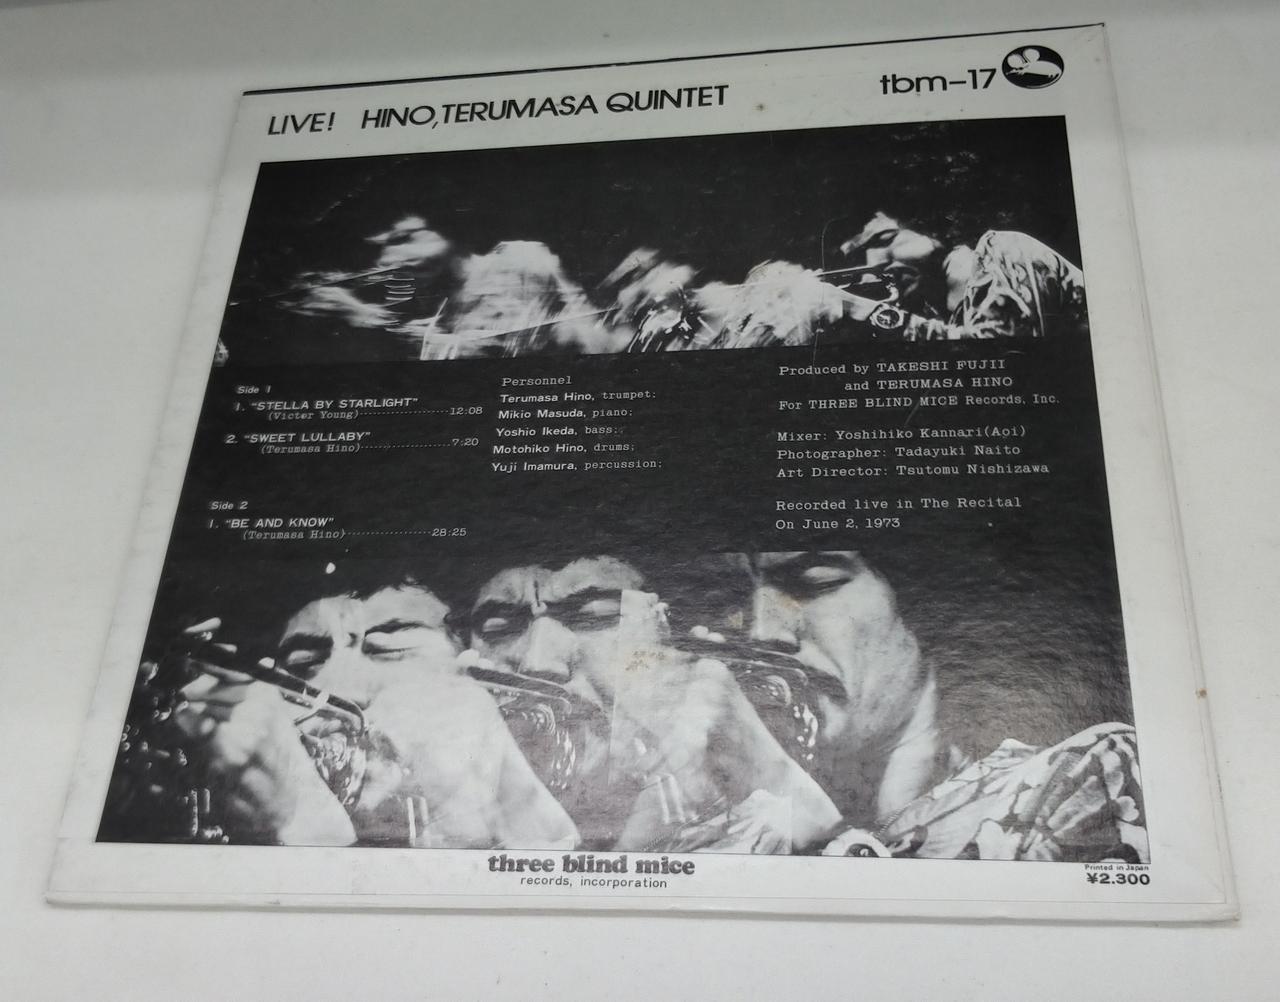 LIVE! HINO, TERUMASA QUINTET
tbm-17
Side 1
1. "STELLA BY STARLIGHT"
(Victor Young)--------------------12:08
2. "SWEET LULLABY"
(Terumasa Hino)--------------------7:20
Side 2
1. "BE AND KNOW"
(Terumasa Hino)-----------------28:25
Personnel
Terumasa Hino, trumpet;
Mikio Masuda, piano;
Yoshio Ikeda, bass;
Motohiko Hino, drums;
Yuji Imamura, percussion;
Produced by TAKESHI FUJII
and TERUMASA HINO
For THREE BLIND MICE Records, Inc.
Mixer: Yoshihiko Kannari(Aoi)
Photographer: Tadayuki Naito
Art Director: Tsutomu Nishizawa
Recorded live in The Recital
On June 2, 1973
three blind mice
records, incorporation
Printed in Japan
¥2.300